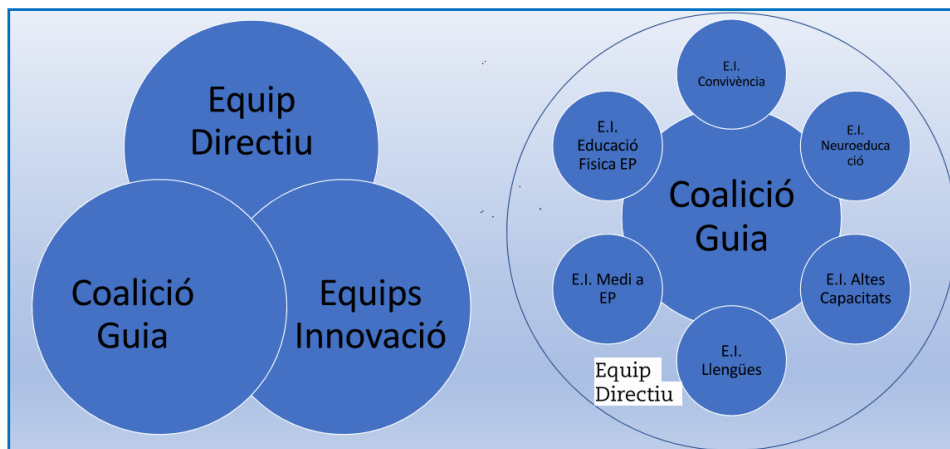 Equip
Directiu
Coalició
Guia
Equips
Innovació
E.I.
Convivència
E.I.
Educació
Fisica EP
E.I.
Neuroeduca
ció
Coalició
Guia
E.I. Medi a
EP
E.I. Altes
Capacitats
E.I.
Llengües
Equip
Directiu